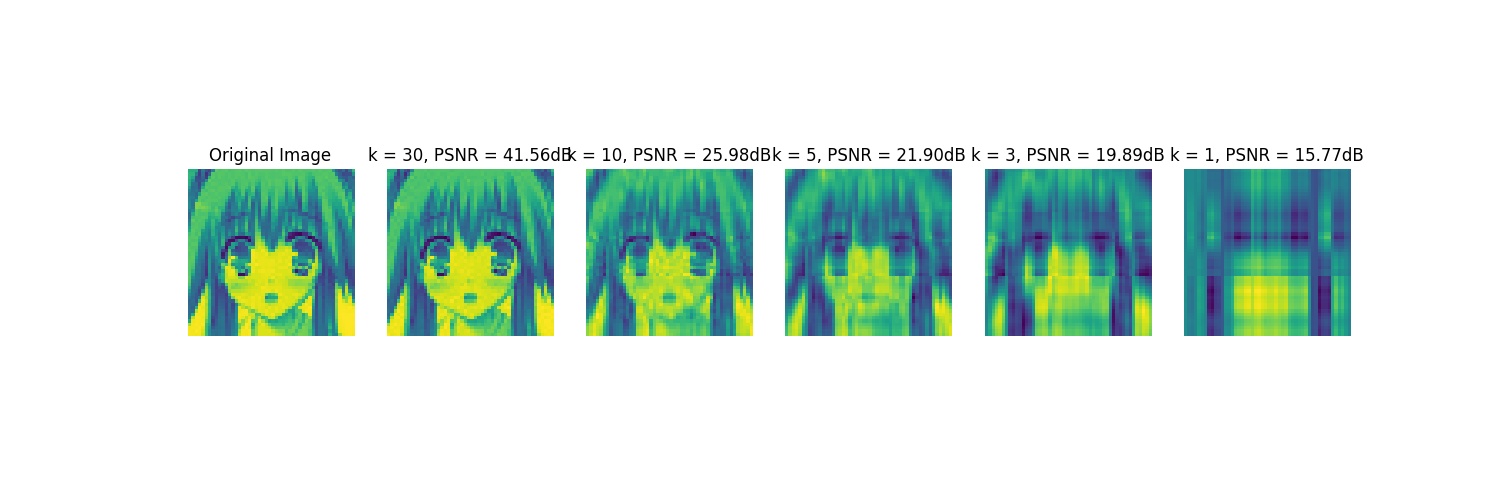 Original Image
k = 30, PSNR = 41.56dB
k = 10, PSNR = 25.98dB
k = 5, PSNR = 21.90dB
k = 3, PSNR = 19.89dB
k = 1, PSNR = 15.77dB